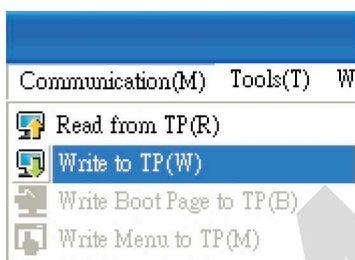 Communication(M) Tools(T) W
Read from TP(R)
Write to TP(W)
Write Boot Page to TP(B)
Write Menu to TP(M)